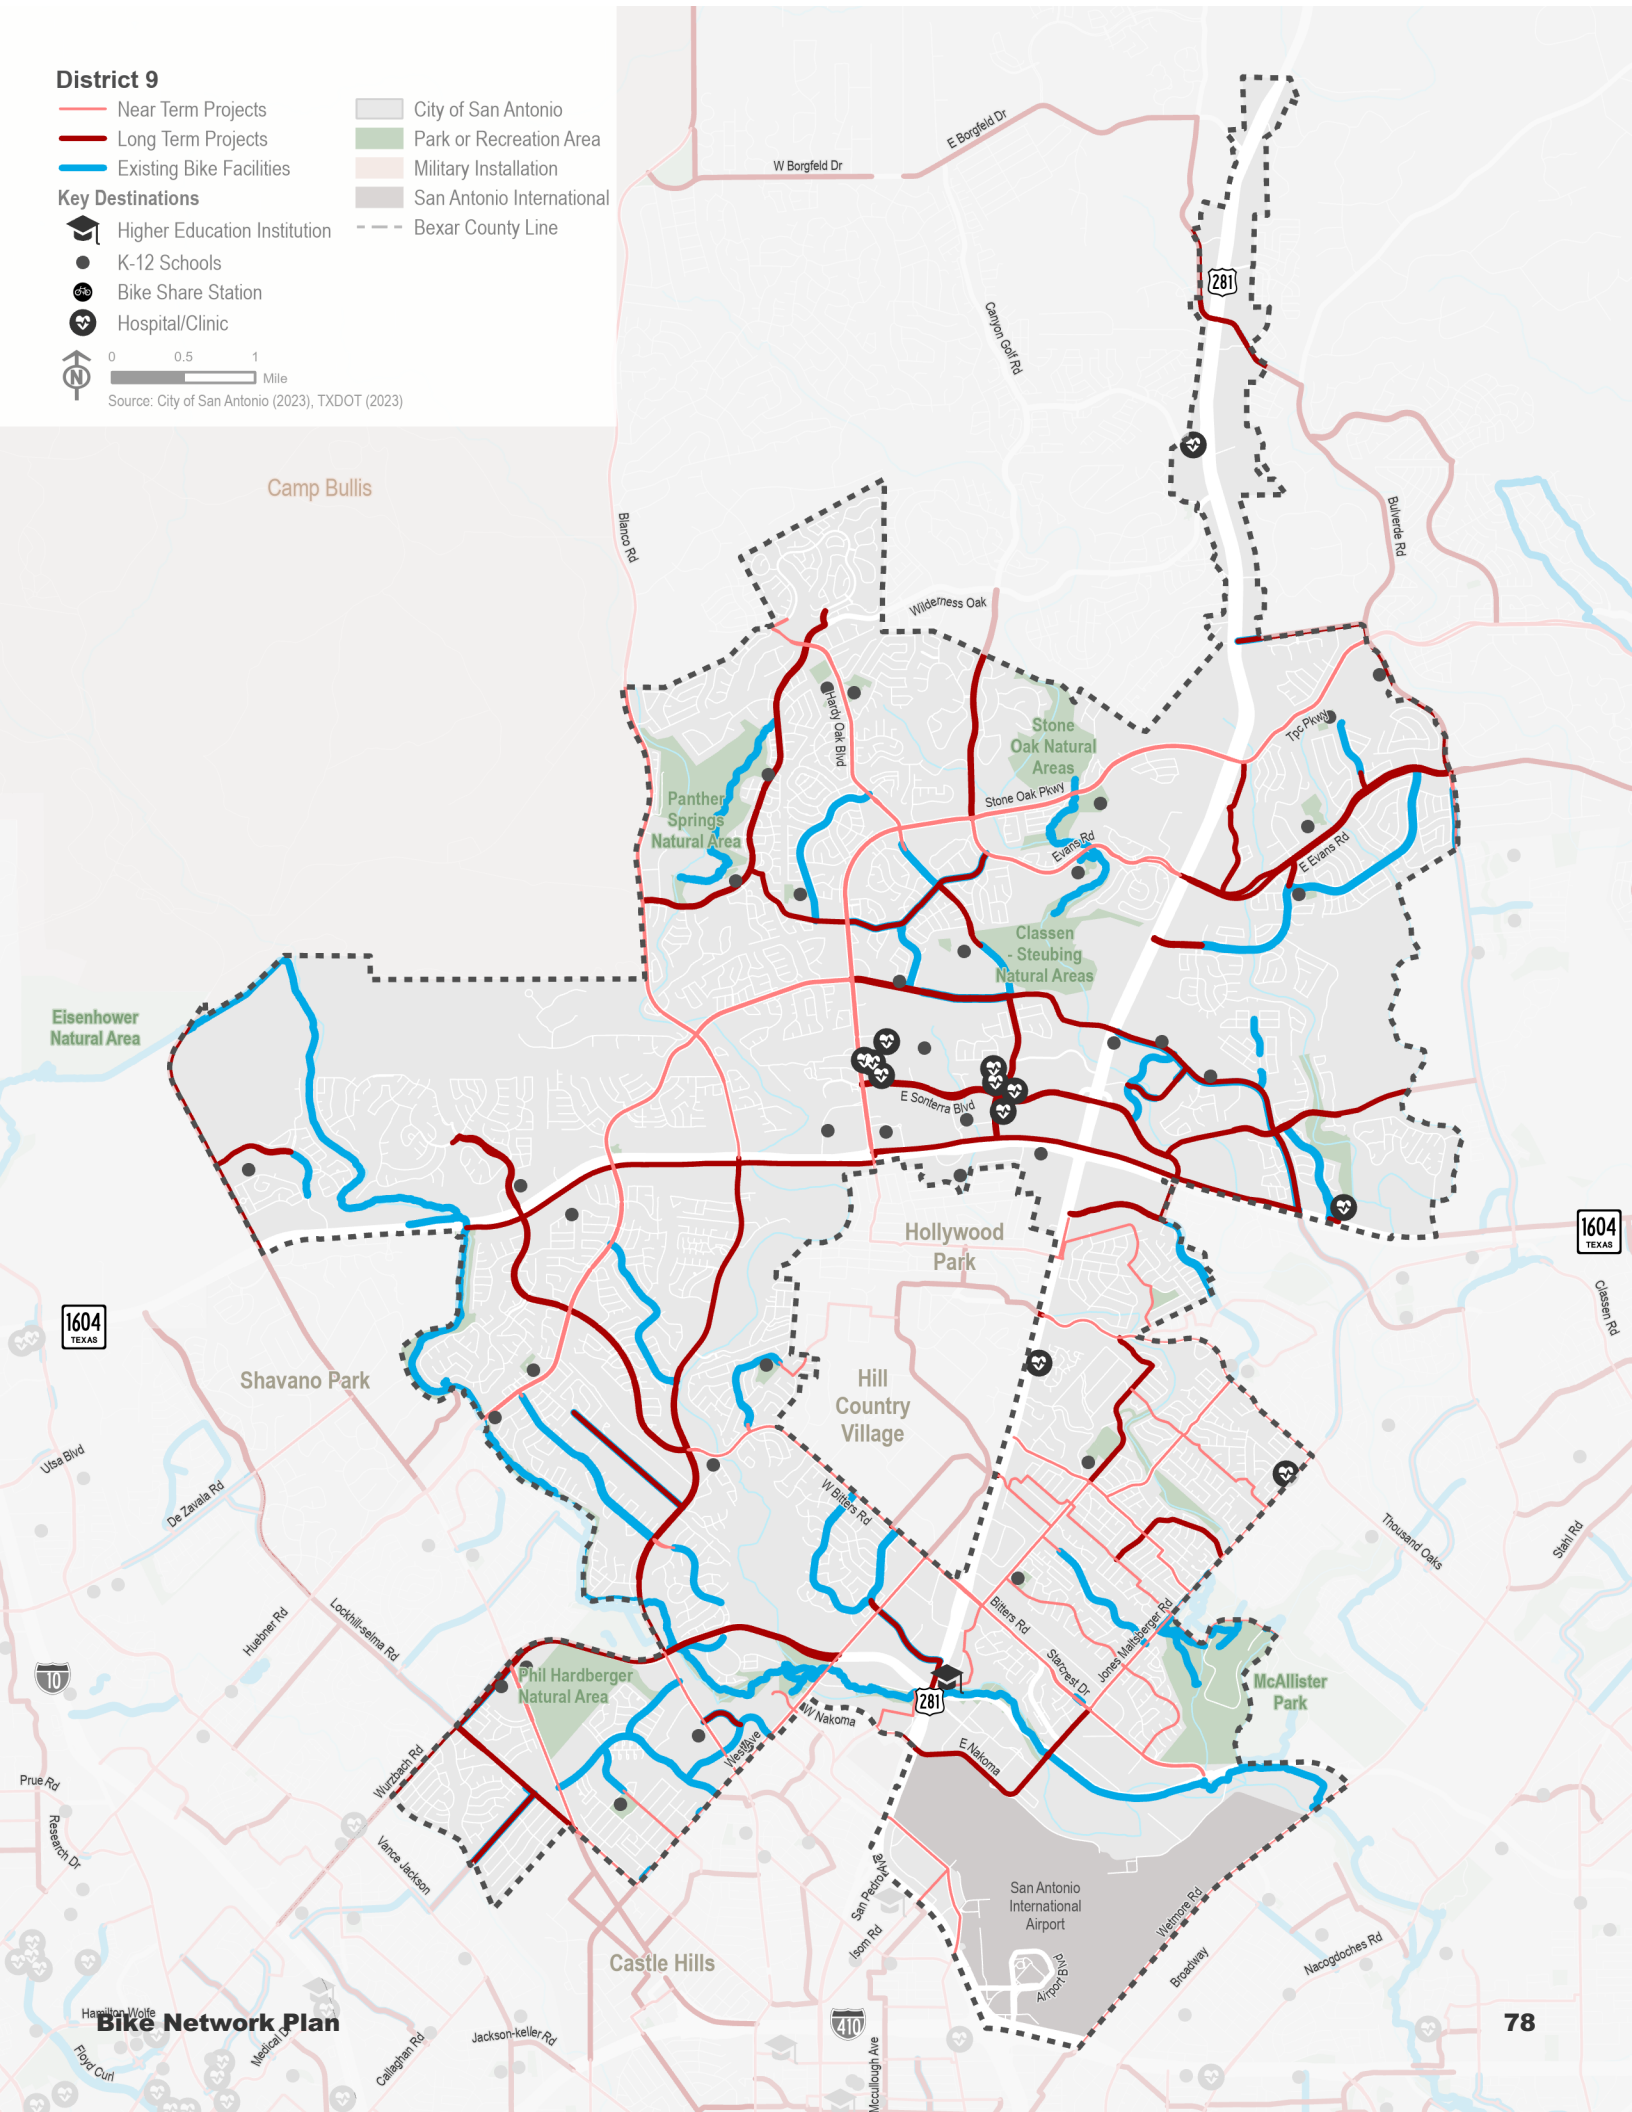 District 9
Near Term Projects
Long Term Projects
Existing Bike Facilities
Key Destinations
Higher Education Institution
K-12 Schools
Bike Share Station
Hospital/Clinic
City of San Antonio
Park or Recreation Area
Military Installation
San Antonio International
Bexar County Line
N
0 0.5 1
Mile
Source: City of San Antonio (2023), TXDOT (2023)
W Borgfeld Dr
E Borgfeld Dr
281
Canyon Golf Rd
Camp Bullis
Blanco Rd
Bulverde Rd
Wilderness Oak
Hardy Oak Blvd
Stone
Oak Natural
Areas
Tpc Pkwy
Panther
Springs
Natural Area
Stone Oak Pkwy
Evans Rd
E Evans Rd
Classen
- Steubing
Natural Areas
Eisenhower
Natural Area
E Sonterra Blvd
Hollywood
Park
1604
TEXAS
1604
TEXAS
Classen Rd
Shavano Park
Hill
Country
Village
Utsa Blvd
De Zavala Rd
W Bitters Rd
Thousand Oaks
Stahl Rd
Huebner Rd
Lockhill-selma Rd
Bitters Rd
Jones Maltsberger Rd
Starcrest Dr
10
Phil Hardberger
Natural Area
McAllister
Park
281
W Nakoma
E Nakoma
West Ave
Wurzbach Rd
Prue Rd
Research Dr
Vance Jackson
San Pedro Ave
Isom Rd
San Antonio
International
Airport
Airport Blvd
Wetmore Rd
Broadway
Nacogdoches Rd
Castle Hills
Hamilton Wolfe
Bike Network Plan
78
Medical Dr
Floyd Curl
Callaghan Rd
Jackson-keller Rd
410
Mccullough Ave